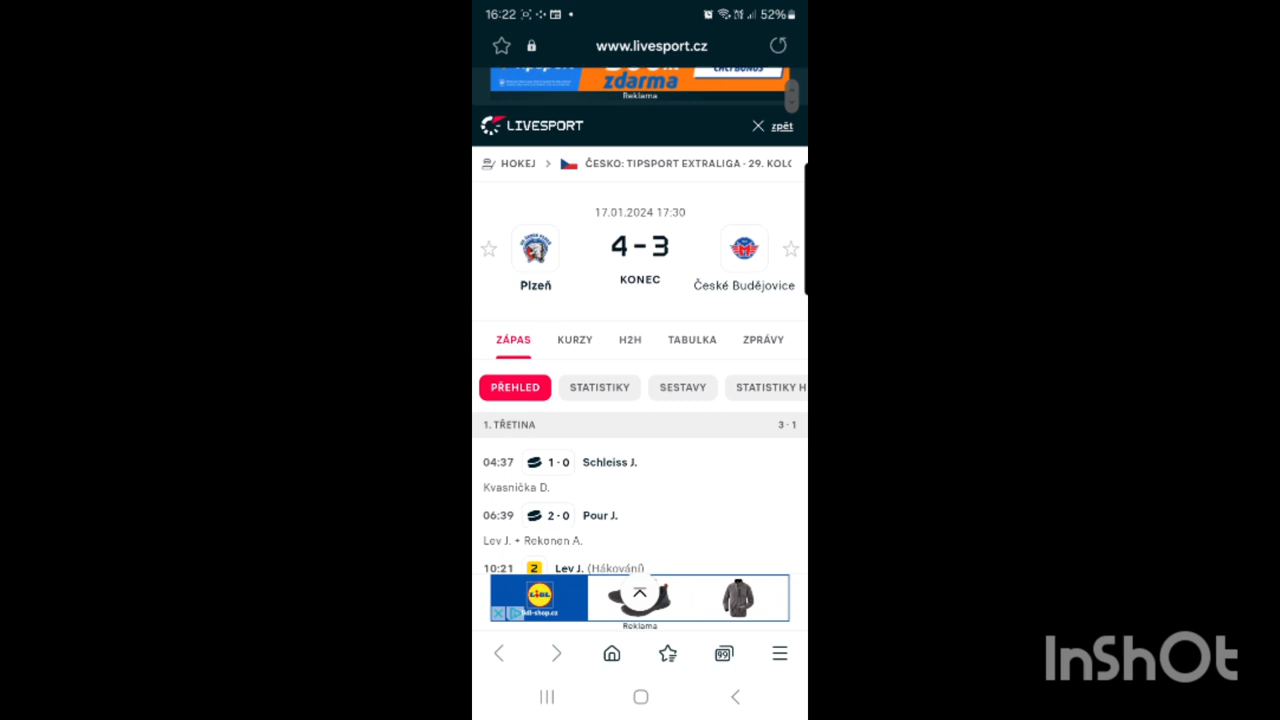 16:22 52%
www.livesport.cz
zdarma
Reklama
LIVESPORT
zpět
HOKEJ ČESKO: TIPSPORT EXTRALIGA - 29. KOLO
17.01.2024 17:30
4 - 3
KONEC
Plzeň České Budějovice
ZÁPAS KURZY H2H TABULKA ZPRÁVY
PŘEHLED STATISTIKY SESTAVY STATISTIKY H
1. TŘETINA 3 - 1
04:37 1 - 0 Schleiss J.
Kvasnička D.
06:39 2 - 0 Pour J.
Lev J. + Rekonen A.
10:21 2 Lev J. (Hákování)
LIDL
lidl-shop.cz
Reklama
99
InShOt